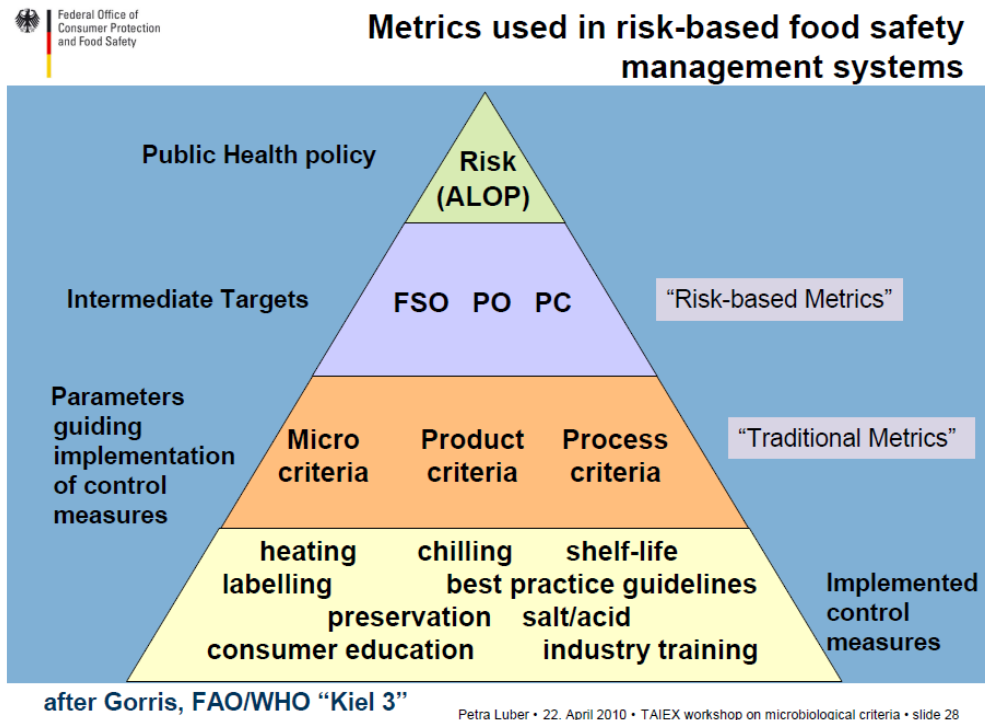 Federal Office of
Consumer Protection
and Food Safety
Metrics used in risk-based food safety
management systems
Public Health policy
Risk
(ALOP)
Intermediate Targets
FSO PO PC
“Risk-based Metrics”
Parameters
guiding
implementation
of control
measures
Micro
criteria
Product
criteria
Process
criteria
“Traditional Metrics”
heating chilling shelf-life
labelling best practice guidelines
preservation salt/acid
consumer education industry training
Implemented
control
measures
after Gorris, FAO/WHO “Kiel 3”
Petra Luber • 22. April 2010 • TAIEX workshop on microbiological criteria • slide 28